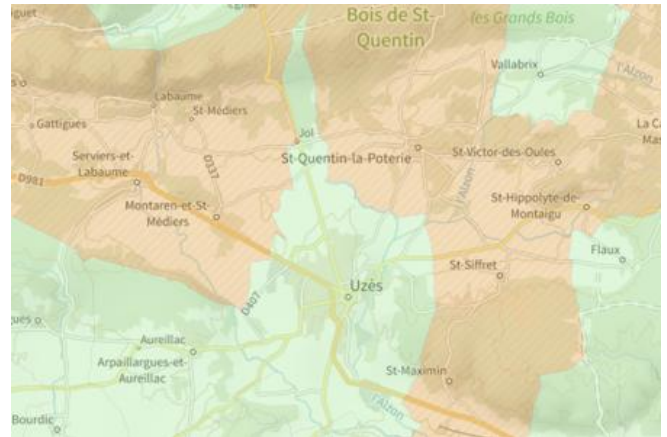 Bois de St-
Quentin
les Grands Bois
Vallabrix
l'Alzon
Labaume
St-Médiers
Gattigues
Jol
St-Quentin-la-Poterie
St-Victor-des-Oules
La Ca
Mas
Serviers-et-
Labaume
D337
D981
Montaren-et-St-
Médiers
l'Alzon
St-Hippolyte-de-
Montaigu
Flaux
St-Siffret
Uzès
D407
Aureillac
Arpaillargues-et-
Aureillac
St-Maximin
l'Alzon
Bourdic